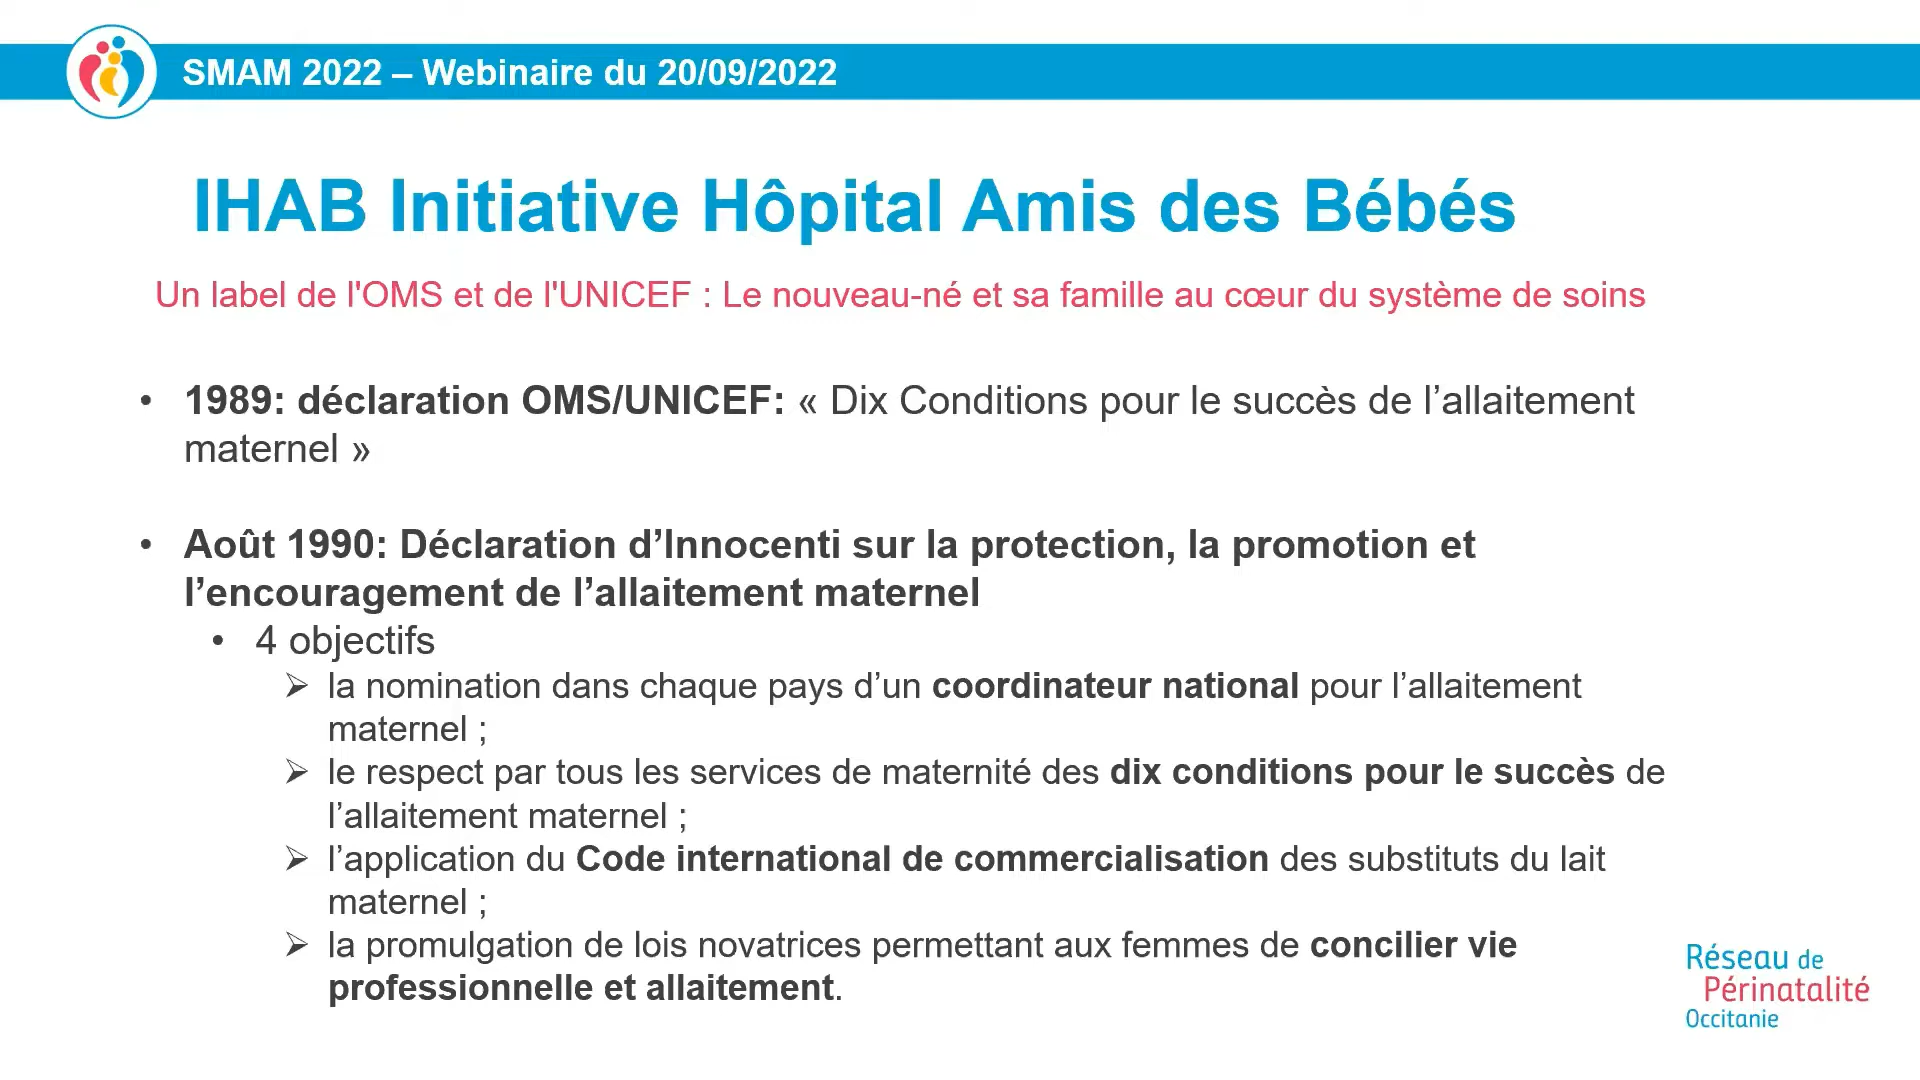 SMAM 2022 – Webinaire du 20/09/2022
IHAB Initiative Hôpital Amis des Bébés
Un label de l'OMS et de l'UNICEF : Le nouveau-né et sa famille au cœur du système de soins
• 1989: déclaration OMS/UNICEF: « Dix Conditions pour le succès de l’allaitement
maternel »
• Août 1990: Déclaration d’Innocenti sur la protection, la promotion et
l’encouragement de l’allaitement maternel
• 4 objectifs
➢ la nomination dans chaque pays d’un coordinateur national pour l’allaitement
maternel ;
➢ le respect par tous les services de maternité des dix conditions pour le succès de
l’allaitement maternel ;
➢ l’application du Code international de commercialisation des substituts du lait
maternel ;
➢ la promulgation de lois novatrices permettant aux femmes de concilier vie
professionnelle et allaitement.
Réseau de
Périnatalité
Occitanie